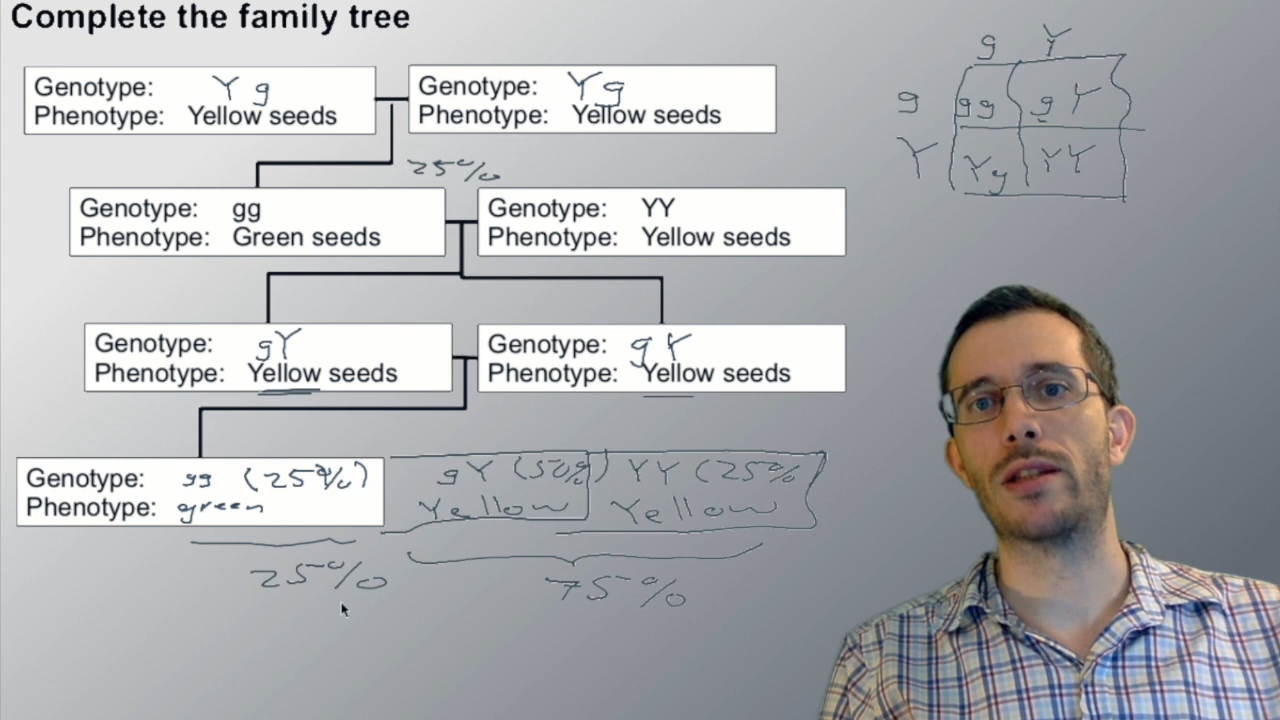 Complete the family tree
Genotype: Yg
Phenotype: Yellow seeds
Genotype: Yg
Phenotype: Yellow seeds
25%
Genotype: gg
Phenotype: Green seeds
Genotype: YY
Phenotype: Yellow seeds
Genotype: gY
Phenotype: Yellow seeds
Genotype: gY
Phenotype: Yellow seeds
Genotype: gg (25%)
Phenotype: green
gY (50%)
Yellow
YY (25%
Yellow
25%
75%
g Y
g gg gY
Y Yg YY